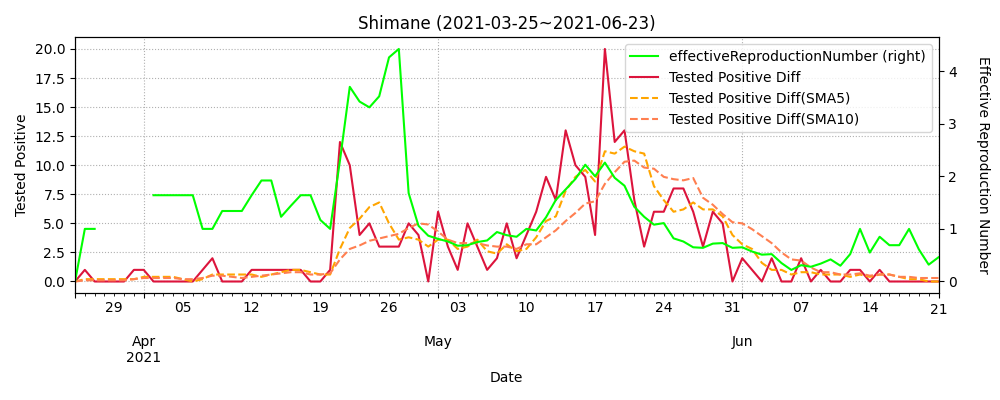 Shimane (2021-03-25~2021-06-23)
effectiveReproductionNumber (right)
Tested Positive Diff
Tested Positive Diff(SMA5)
Tested Positive Diff(SMA10)
Tested Positive
20.0
17.5
15.0
12.5
10.0
7.5
5.0
2.5
0.0
Effective Reproduction Number
4
3
2
1
0
29 05 12 19 26 03 10 17 24 31 07 14 21
Apr May Jun
2021
Date